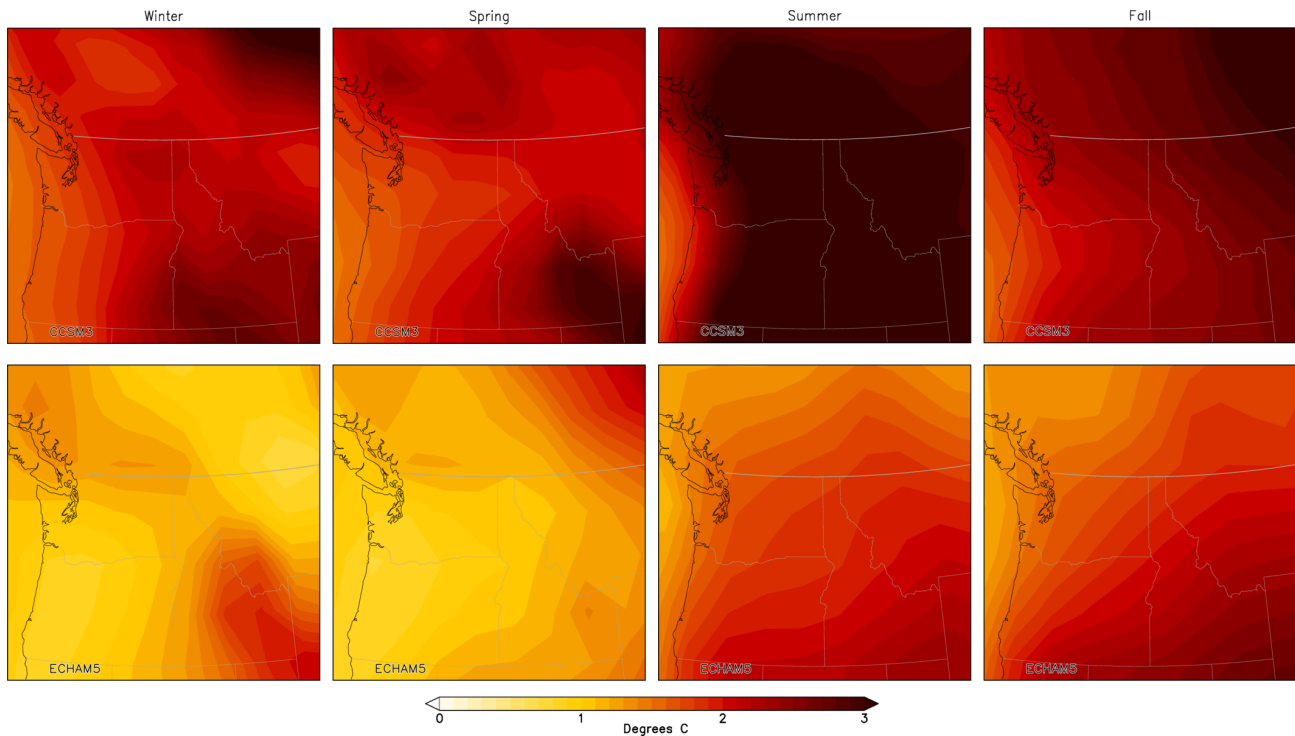 Winter Spring Summer Fall
CCSM3 CCSM3 CCSM3 CCSM3
ECHAM5 ECHAM5 ECHAM5 ECHAM5
0 1 2 3
Degrees C